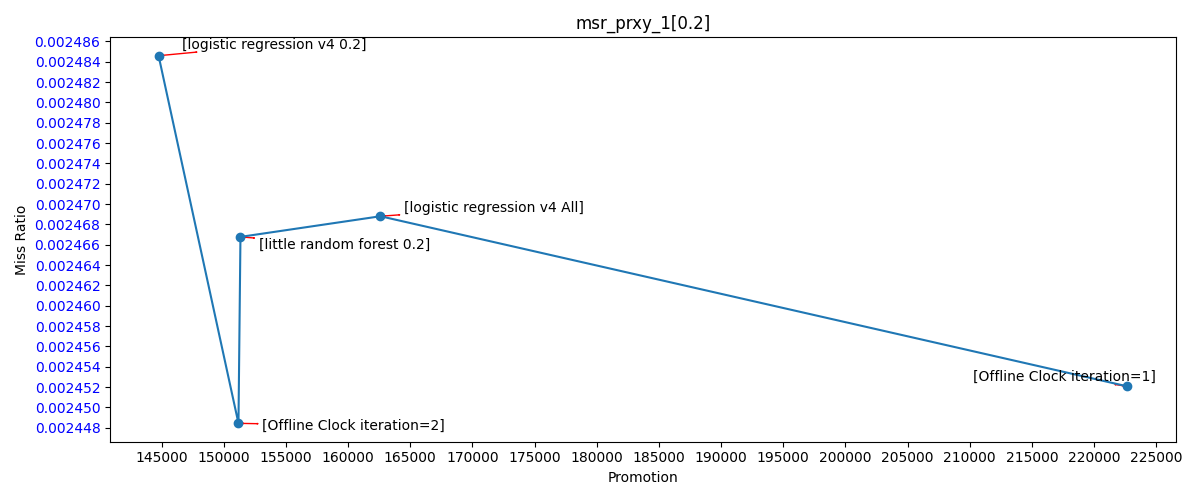 msr_prxy_1[0.2]
Miss Ratio
0.002486
0.002484
0.002482
0.002480
0.002478
0.002476
0.002474
0.002472
0.002470
0.002468
0.002466
0.002464
0.002462
0.002460
0.002458
0.002456
0.002454
0.002452
0.002450
0.002448
[logistic regression v4 0.2]
[logistic regression v4 All]
[little random forest 0.2]
[Offline Clock iteration=1]
[Offline Clock iteration=2]
145000 150000 155000 160000 165000 170000 175000 180000 185000 190000 195000 200000 205000 210000 215000 220000 225000
Promotion